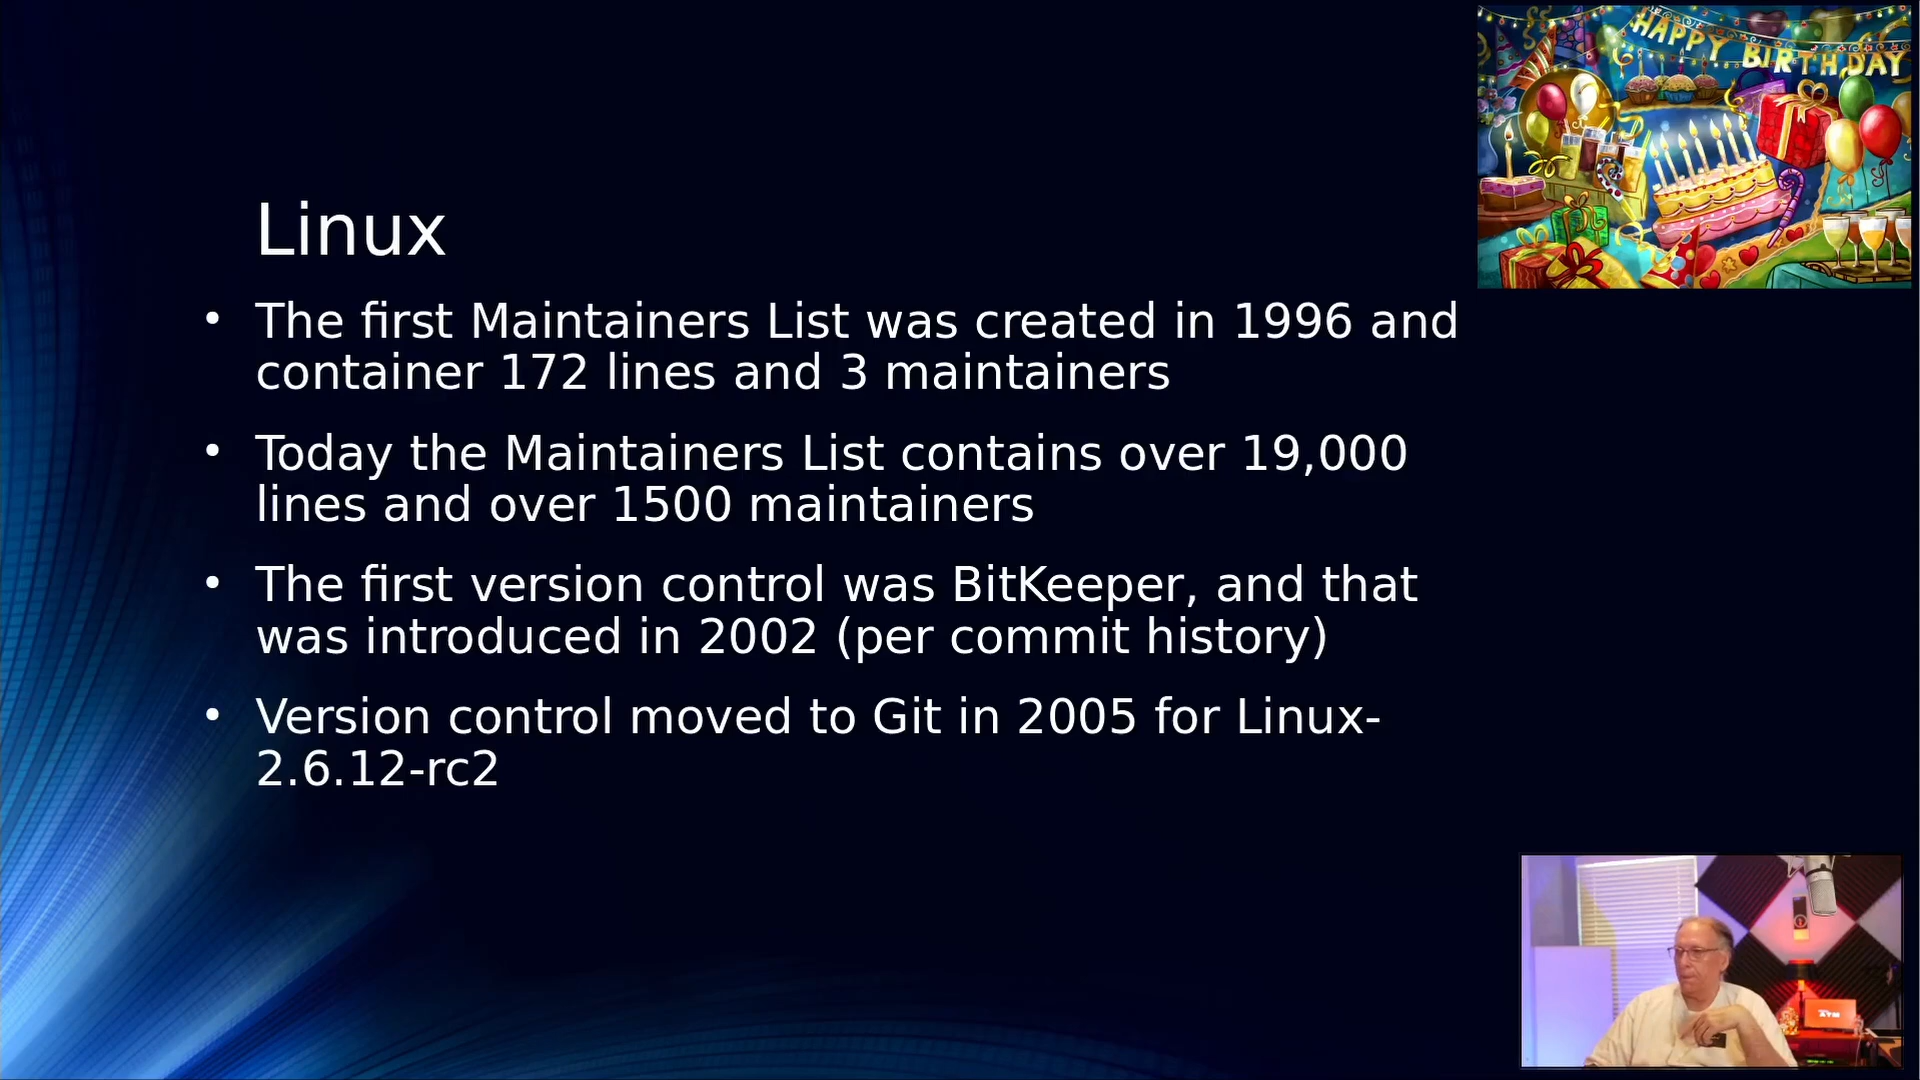 HAPPY BIRTHDAY
Linux
• The first Maintainers List was created in 1996 and
container 172 lines and 3 maintainers
• Today the Maintainers List contains over 19,000
lines and over 1500 maintainers
• The first version control was BitKeeper, and that
was introduced in 2002 (per commit history)
• Version control moved to Git in 2005 for Linux-
2.6.12-rc2